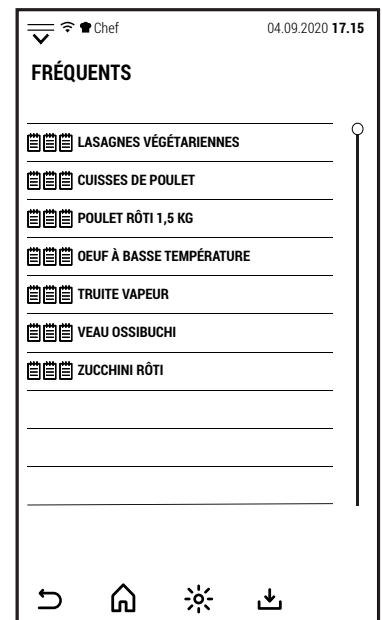 Chef 04.09.2020 17.15
FRÉQUENTS
LASAGNES VÉGÉTARIENNES
CUISSES DE POULET
POULET RÔTI 1,5 KG
OEUF À BASSE TEMPÉRATURE
TRUITE VAPEUR
VEAU OSSIBUCHI
ZUCCHINI RÔTI